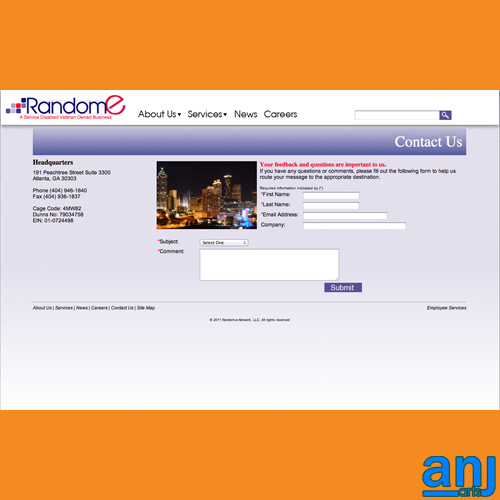 Randome
A Service Disabled Veteran Owned Business
About Us Services News Careers
Contact Us
Headquarters
191 Peachtree Street Suite 3300
Atlanta, GA 30303
Phone (404) 946-1840
Fax (404) 936-1837
Cage Code: 4MW82
Dunns No: 79034758
EIN: 01-0724498
Your feedback and questions are important to us.
If you have any questions or comments, please fill out the following form to help us
route your message to the appropriate destination.
Required information indicated by (*)
*First Name:
*Last Name:
*Email Address:
Company:
*Subject: Select One
*Comment:
Submit
About Us | Services | News | Careers | Contact Us | Site Map
Employee Services
© 2011 Randome-Network, LLC. All rights reserved
anj